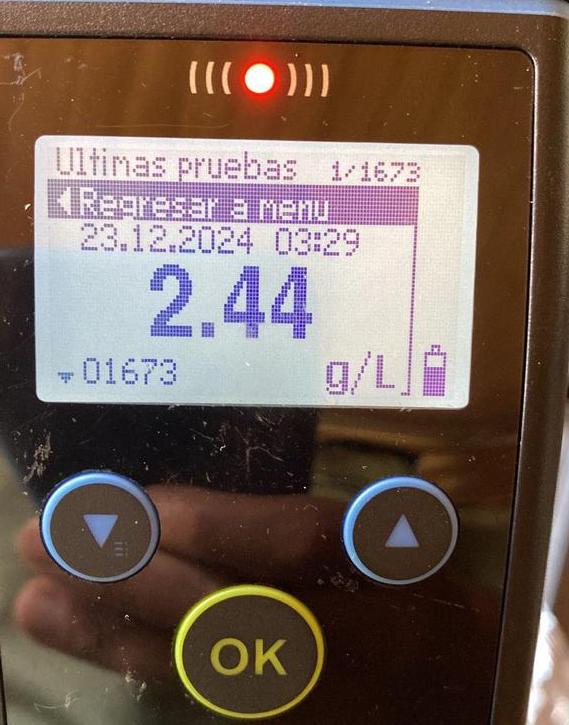 Ultimas pruebas 1/1673
Regresar a menu
23.12.2024 03:29
2.44
01673 g/L
OK